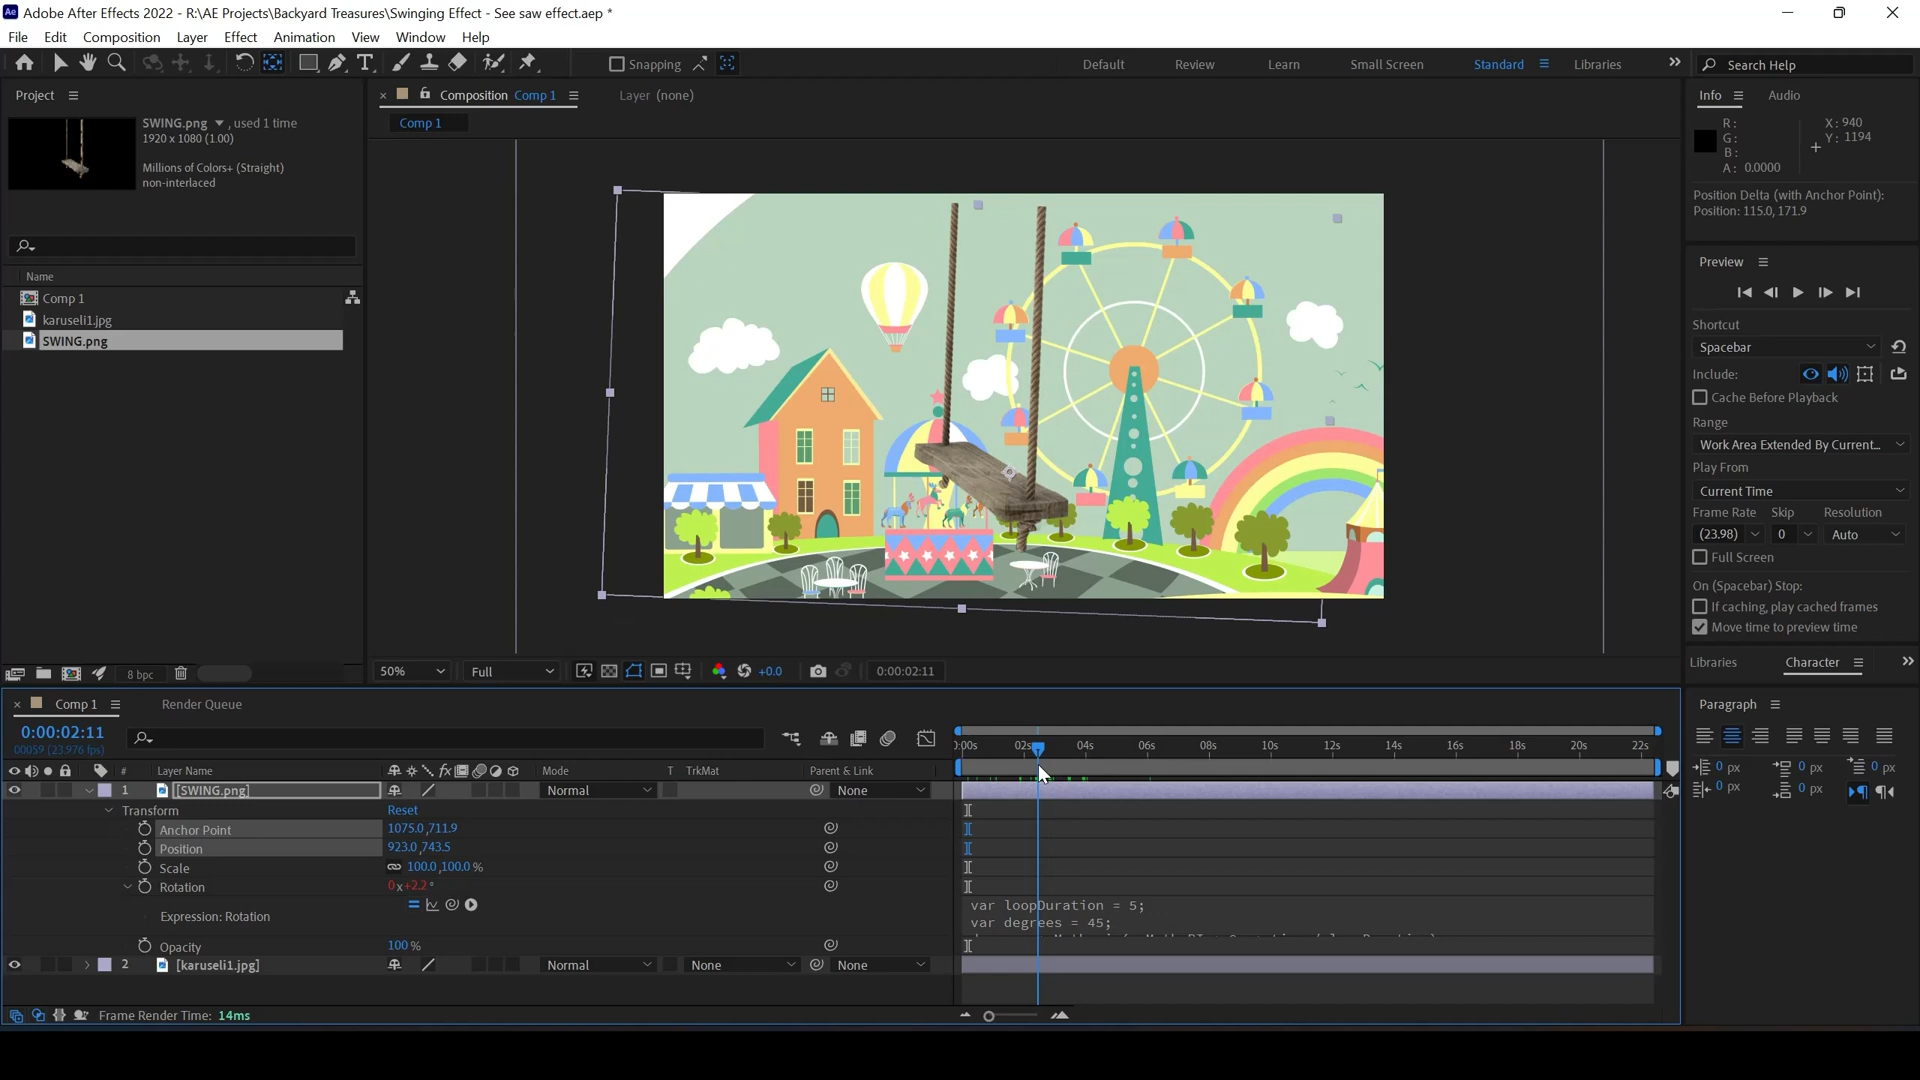 Ae Adobe After Effects 2022 - R:\AE Projects\Backyard Treasures\Swinging Effect - See saw effect.aep *
File Edit Composition Layer Effect Animation View Window Help
Snapping Default Review Learn Small Screen Standard Libraries Search Help
Project
SWING.png , used 1 time
1920 x 1080 (1.00)
Millions of Colors+ (Straight)
non-interlaced
Name
Comp 1
karuseli1.jpg
SWING.png
8 bpc
Composition Comp 1 Layer (none)
Comp 1
50% Full +0.0 0:00:02:11
Info Audio
R: X: 940
G: Y: 1194
B:
A: 0.0000
Position Delta (with Anchor Point):
Position: 115.0, 171.9
Preview
Shortcut
Spacebar
Include:
Cache Before Playback
Range
Work Area Extended By Current...
Play From
Current Time
Frame Rate Skip Resolution
(23.98) 0 Auto
Full Screen
On (Spacebar) Stop:
If caching, play cached frames
Move time to preview time
Libraries Character
Paragraph
0 px 0 px 0 px
0 px 0 px
Comp 1 Render Queue
0:00:02:11
00059 (23.976 fps)
:00s 02s 04s 06s 08s 10s 12s 14s 16s 18s 20s 22s
# Layer Name Mode T TrkMat Parent & Link
1 [SWING.png] Normal None
Transform Reset
Anchor Point 1075.0,711.9
Position 923.0,743.5
Scale 100.0,100.0%
Rotation 0x+2.2°
Expression: Rotation
var loopDuration = 5;
var degrees = 45;
Opacity 100%
2 [karuseli1.jpg] Normal None None
Frame Render Time: 14ms